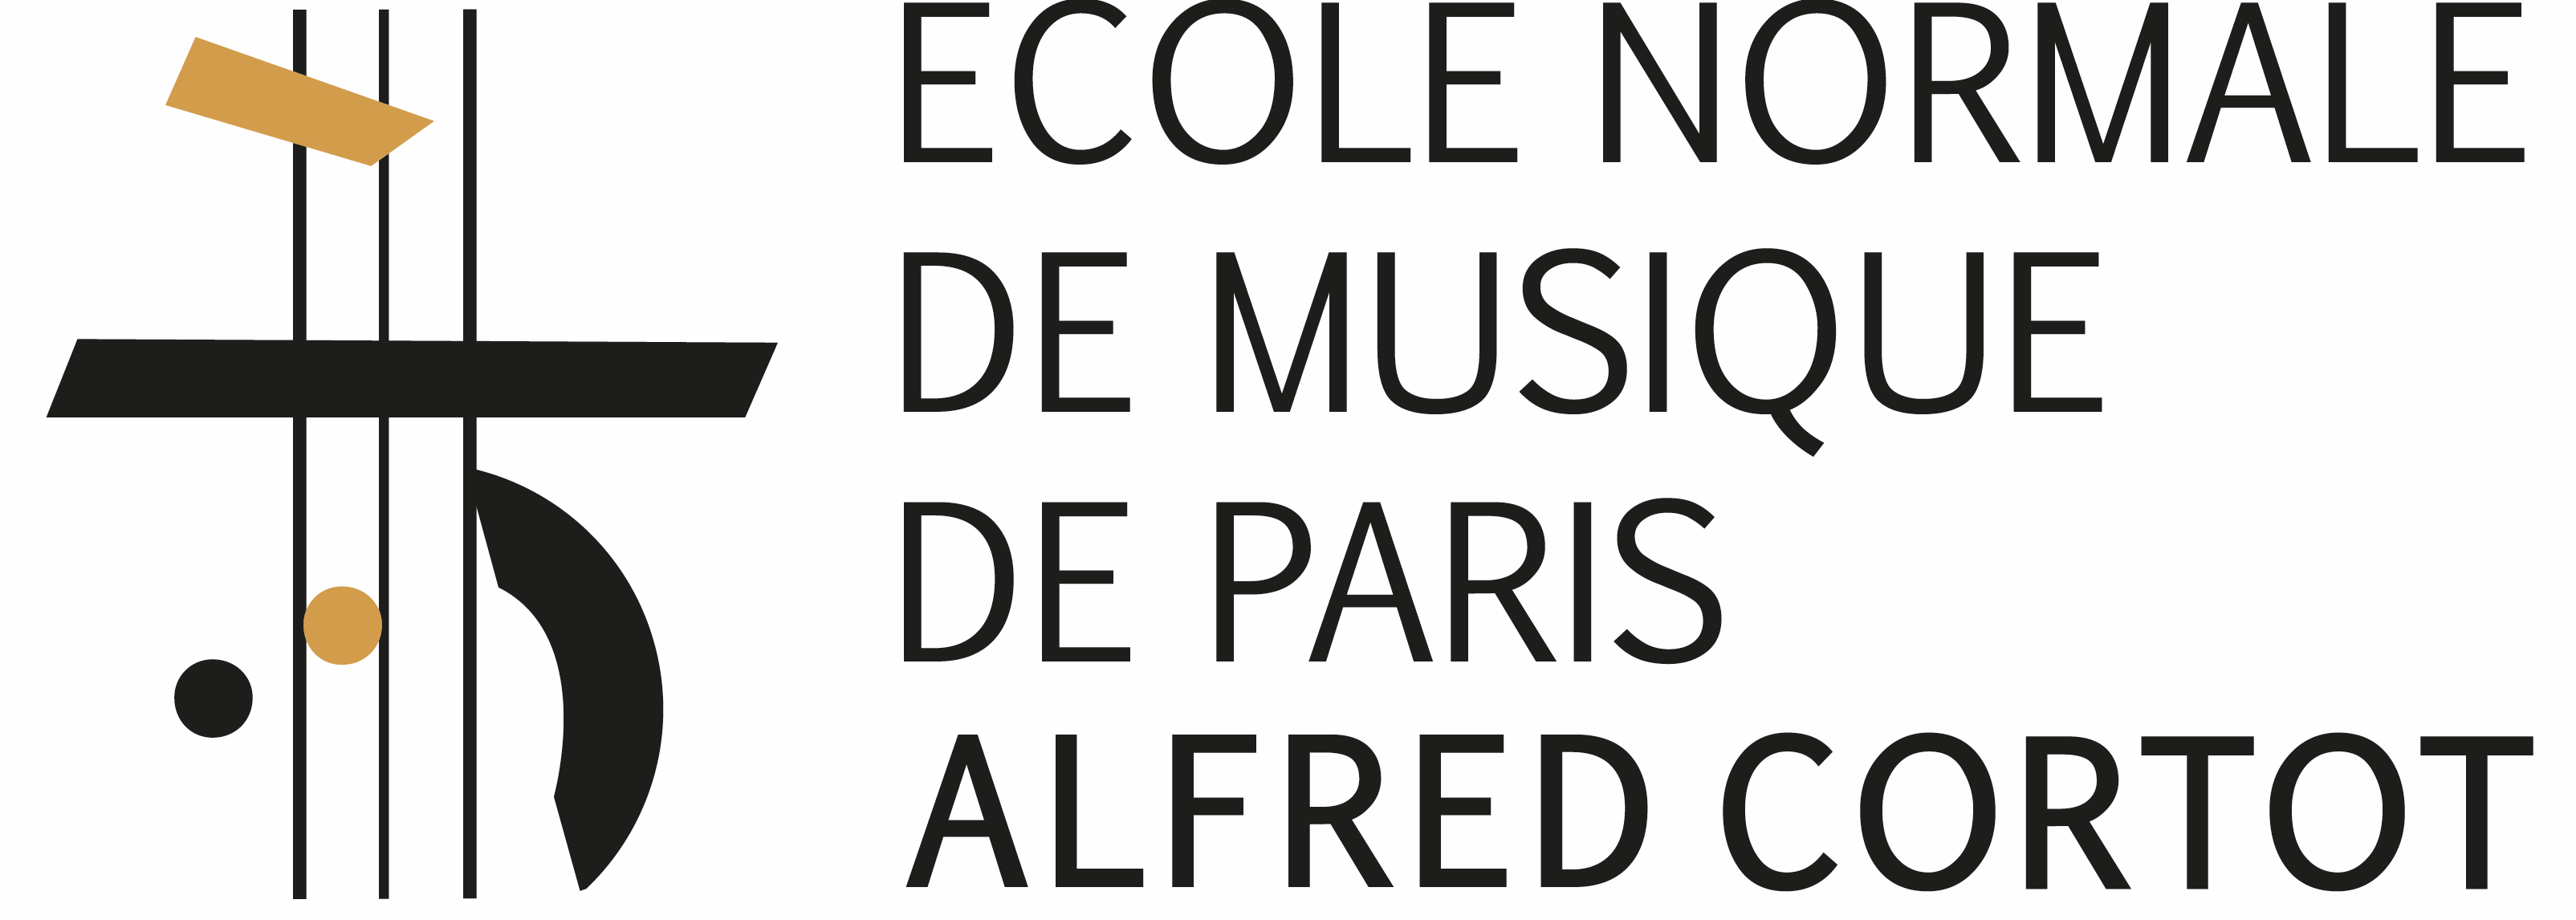 ECOLE NORMALE
DE MUSIQUE
DE PARIS
ALFRED CORTOT